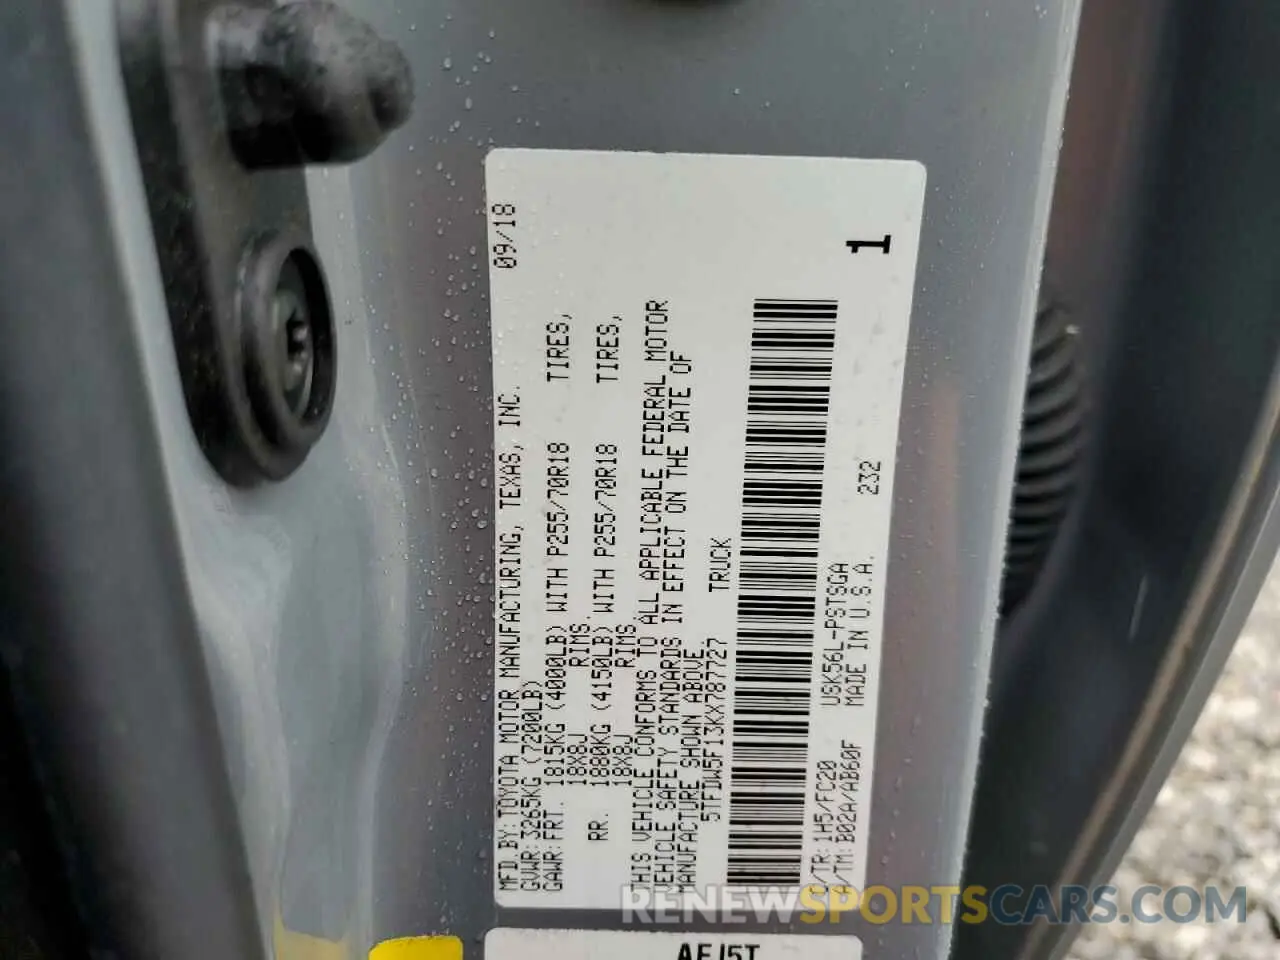 MFD BY: TOYOTA MOTOR MANUFACTURING, TEXAS, INC. 09/18
GVWR: 3265KG (7200LB)
GAWR: FRT. 1815KG (4000LB) WITH P255/70R18 TIRES,
18X8J RIMS,
RR. 1880KG (4150LB) WITH P255/70R18 TIRES,
18X8J RIMS.
THIS VEHICLE CONFORMS TO ALL APPLICABLE FEDERAL MOTOR
VEHICLE SAFETY STANDARDS IN EFFECT ON THE DATE OF
MANUFACTURE SHOWN ABOVE.
5TFDW5F13KX787727 TRUCK
C/TR: 1H5/FC20 USK56L-PSTSGA 232
A/TM: B02A/AB60F MADE IN U.S.A.
1
AFJ5T
RENEWSPORTSCARS.COM